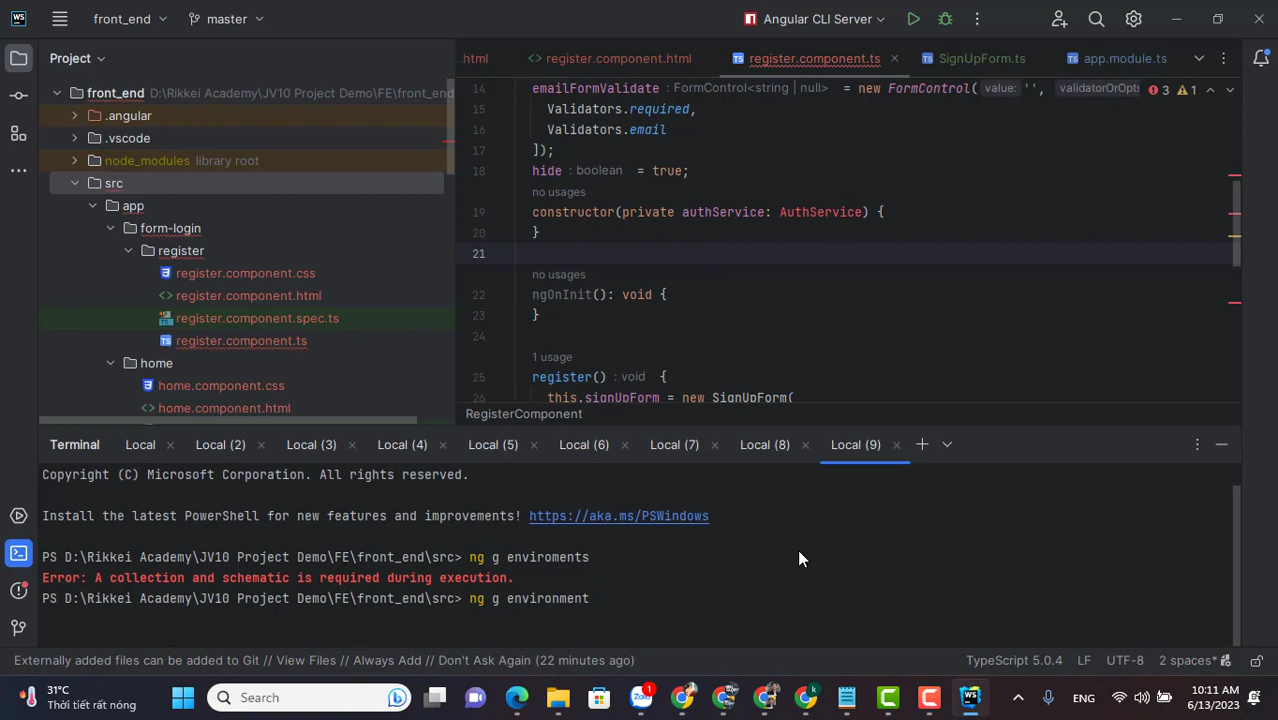 WS front_end master Angular CLI Server
Project
.html register.component.html register.component.ts SignUpForm.ts app.module.ts
front_end D:\Rikkei Academy\JV10 Project Demo\FE\front_end
.angular
.vscode
node_modules library root
src
app
form-login
register
register.component.css
register.component.html
register.component.spec.ts
register.component.ts
home
home.component.css
home.component.html
14 emailFormValidate : FormControl<string | null> = new FormControl( value: '', validatorOrOpts 3 1
15 Validators.required,
16 Validators.email
17 ]);
18 hide : boolean = true;
no usages
19 constructor(private authService: AuthService) {
20 }
21
no usages
22 ngOnInit(): void {
23 }
24
1 usage
25 register() : void {
26 this.signUpForm = new SignUpForm(
RegisterComponent
Terminal Local Local (2) Local (3) Local (4) Local (5) Local (6) Local (7) Local (8) Local (9)
Copyright (C) Microsoft Corporation. All rights reserved.
Install the latest PowerShell for new features and improvements! https://aka.ms/PSWindows
PS D:\Rikkei Academy\JV10 Project Demo\FE\front_end\src> ng g enviroments
Error: A collection and schematic is required during execution.
PS D:\Rikkei Academy\JV10 Project Demo\FE\front_end\src> ng g environment
Externally added files can be added to Git // View Files // Always Add // Don't Ask Again (22 minutes ago) TypeScript 5.0.4 LF UTF-8 2 spaces*
31°C
Thời tiết rất nóng
Search
1
ENG
10:11 AM
6/13/2023